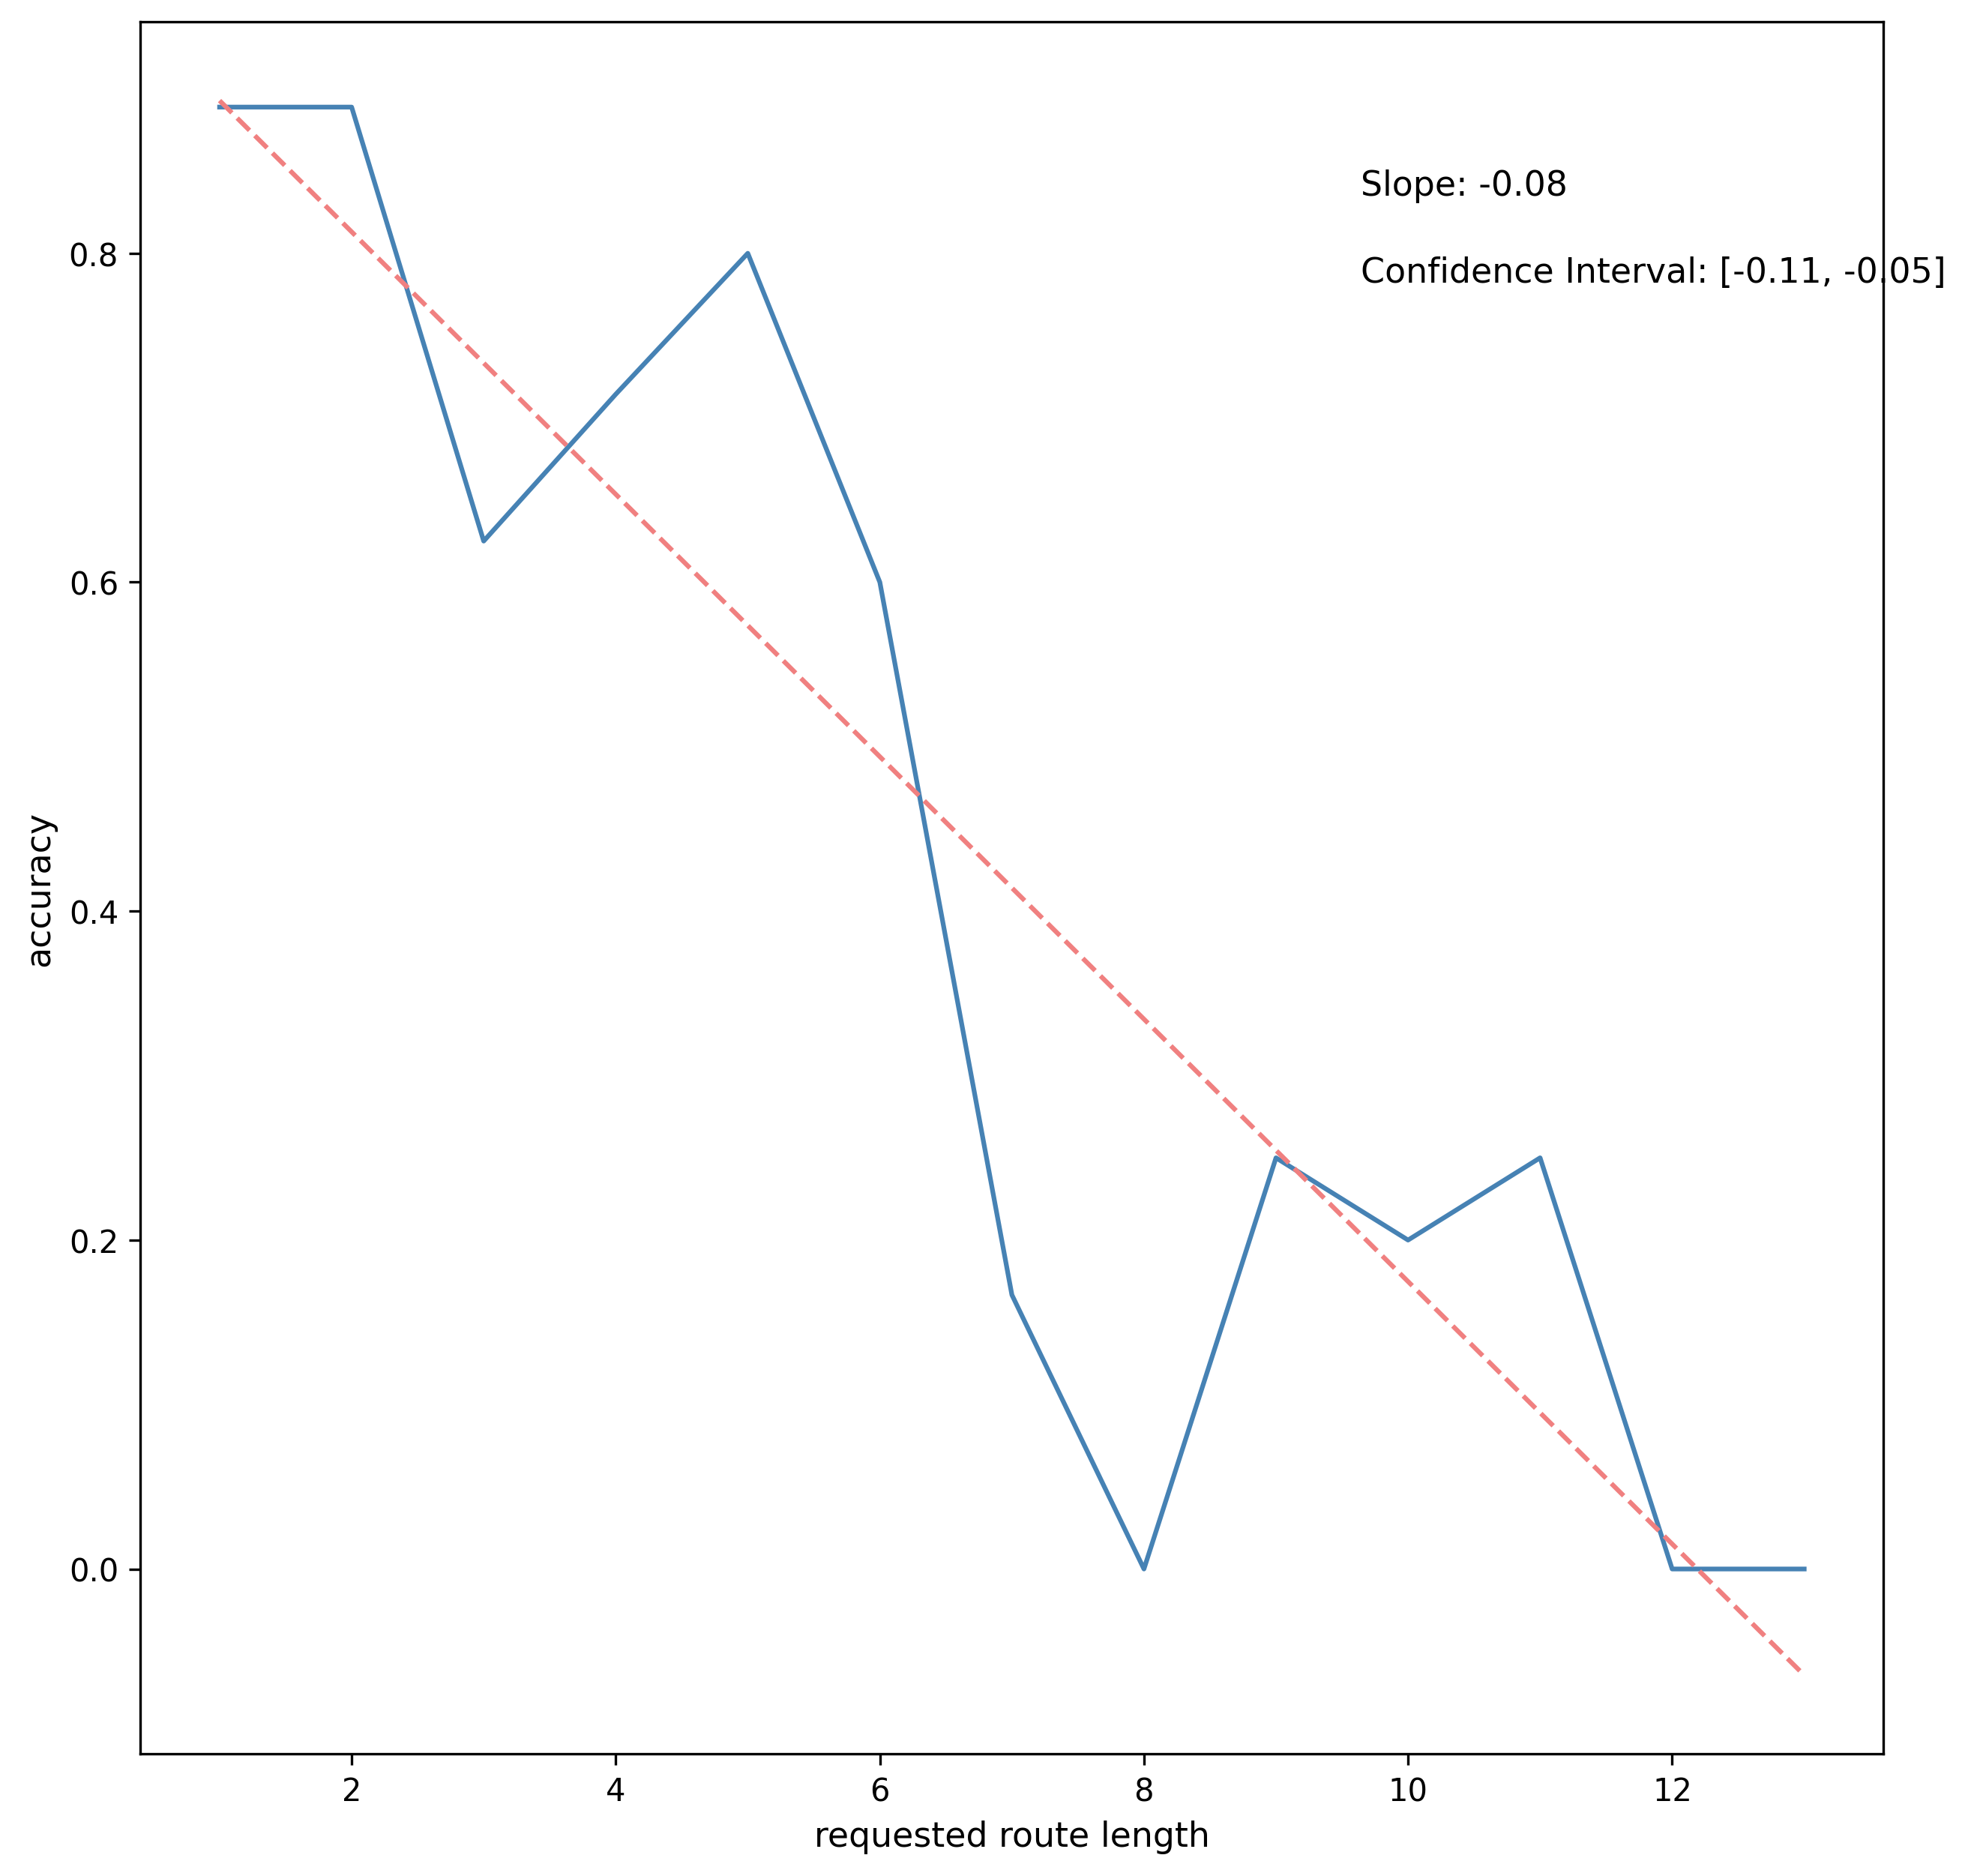 Slope: -0.08
Confidence Interval: [-0.11, -0.05]
0.8
0.6
0.4
0.2
0.0
accuracy
2 4 6 8 10 12
requested route length